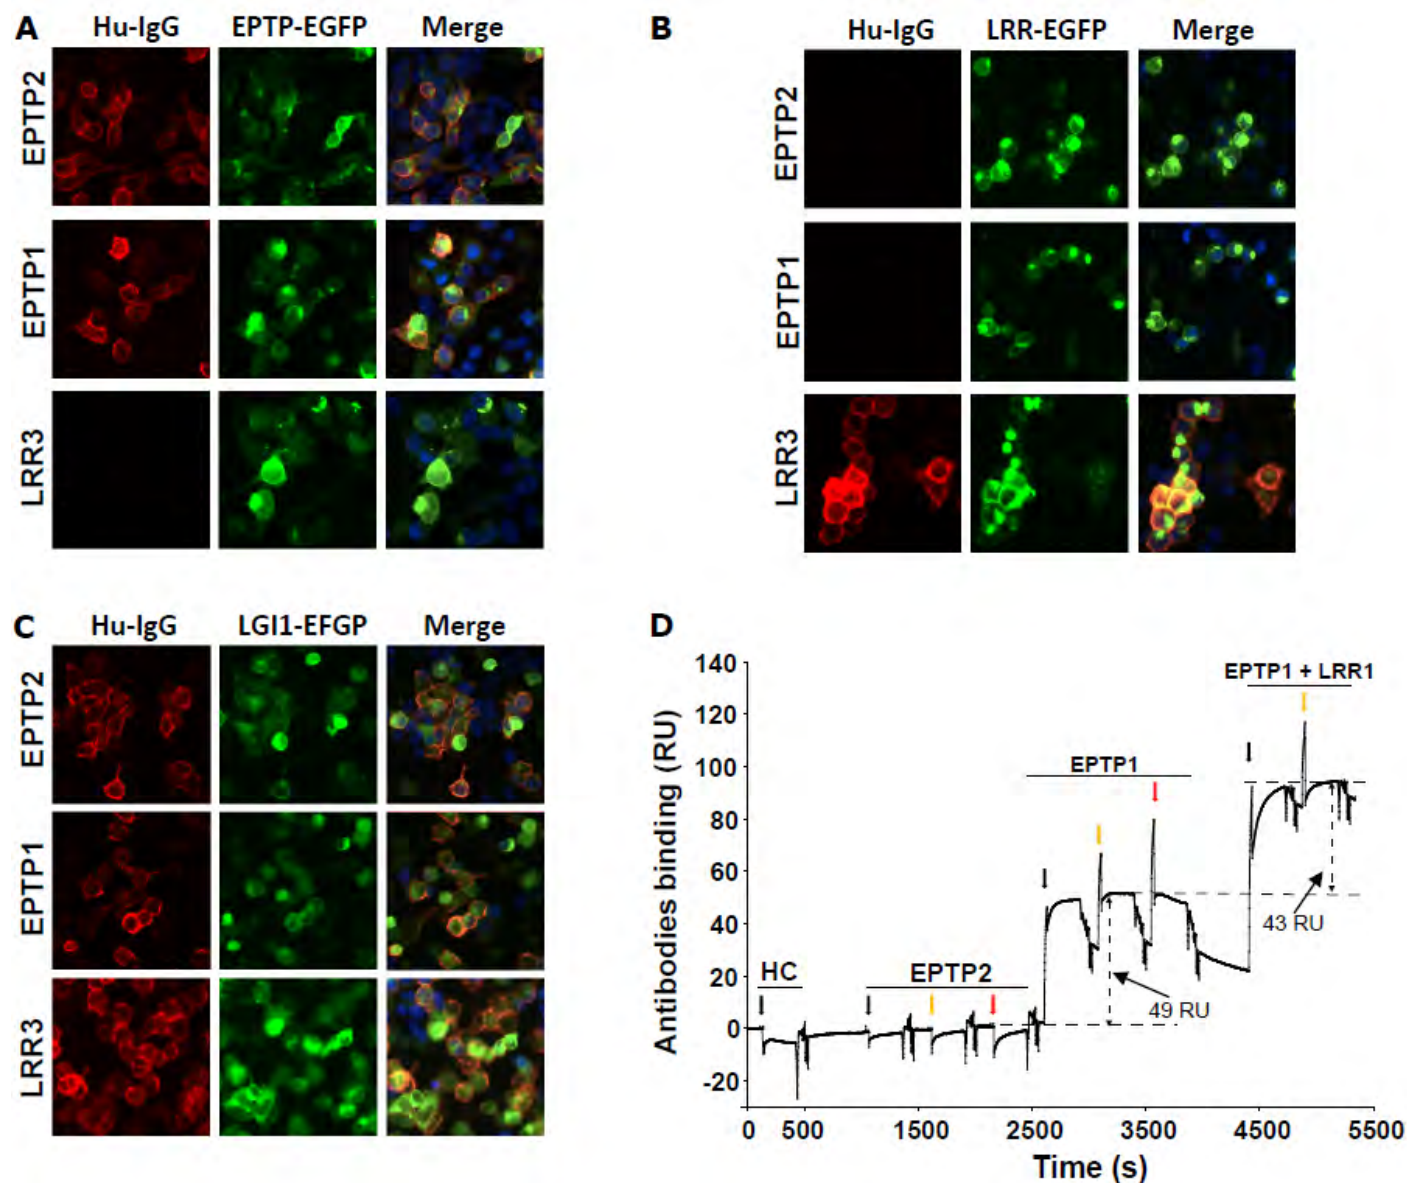 A
Hu-IgG EPTP-EGFP Merge
EPTP2
EPTP1
LRR3
B
Hu-IgG LRR-EGFP Merge
EPTP2
EPTP1
LRR3
C
Hu-IgG LGI1-EFGP Merge
EPTP2
EPTP1
LRR3
D
Antibodies binding (RU)
140
120
100
80
60
40
20
0
-20
HC
EPTP2
EPTP1
EPTP1 + LRR1
49 RU
43 RU
0 500 1500 2500 3500 4500 5500
Time (s)